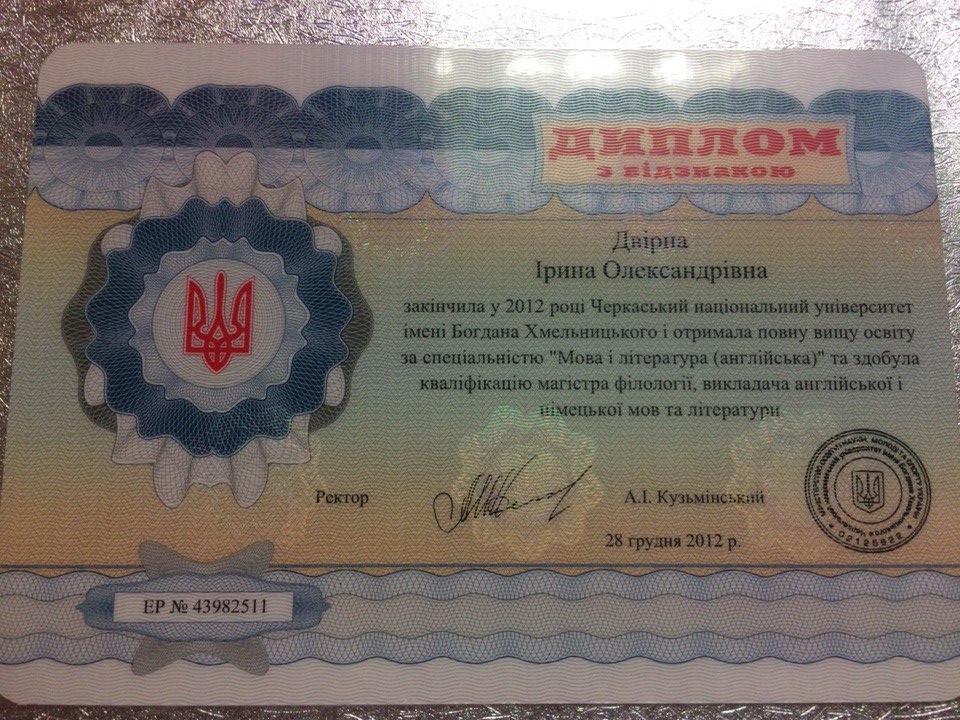 ДИПЛОМ
з відзнакою
Двірна
Ірина Олександрівна
закінчила у 2012 році Черкаський національний університет
імені Богдана Хмельницького і отримала повну вищу освіту
за спеціальністю "Мова і література (англійська)" та здобула
кваліфікацію магістра філології, викладача англійської і
німецької мов та літератури
Ректор
А.І. Кузьмінський
28 грудня 2012 р.
ЕР № 43982511
02125622